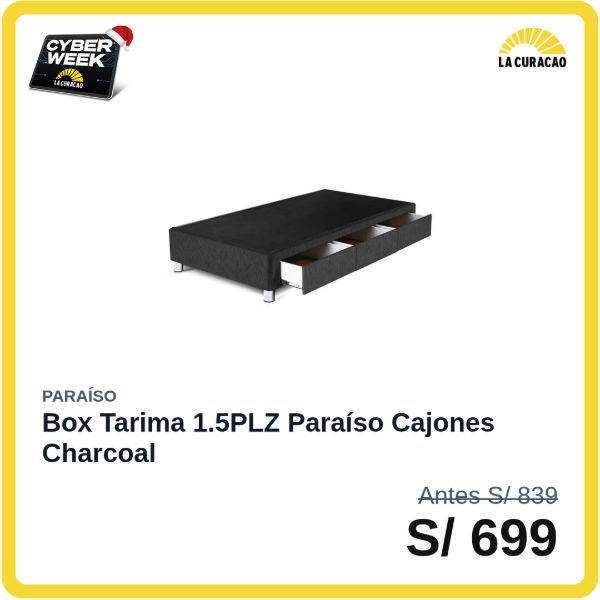 CYBER
WEEK
LA CURACAO
LA CURACAO
PARAÍSO
Box Tarima 1.5PLZ Paraíso Cajones
Charcoal
Antes S/ 839
S/ 699